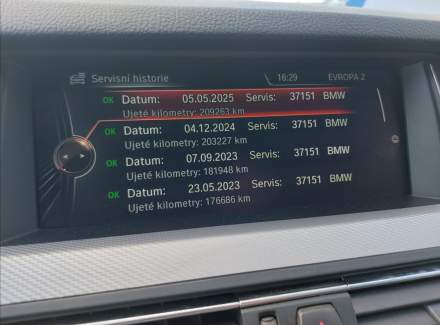 Servisní historie 16:29 EVROPA 2
OK Datum: 05.05.2025 Servis: 37151 BMW
Ujeté kilometry: 209263 km
OK Datum: 04.12.2024 Servis: 37151 BMW
Ujeté kilometry: 203227 km
OK Datum: 07.09.2023 Servis: 37151 BMW
Ujeté kilometry: 181948 km
OK Datum: 23.05.2023 Servis: 37151 BMW
Ujeté kilometry: 176686 km